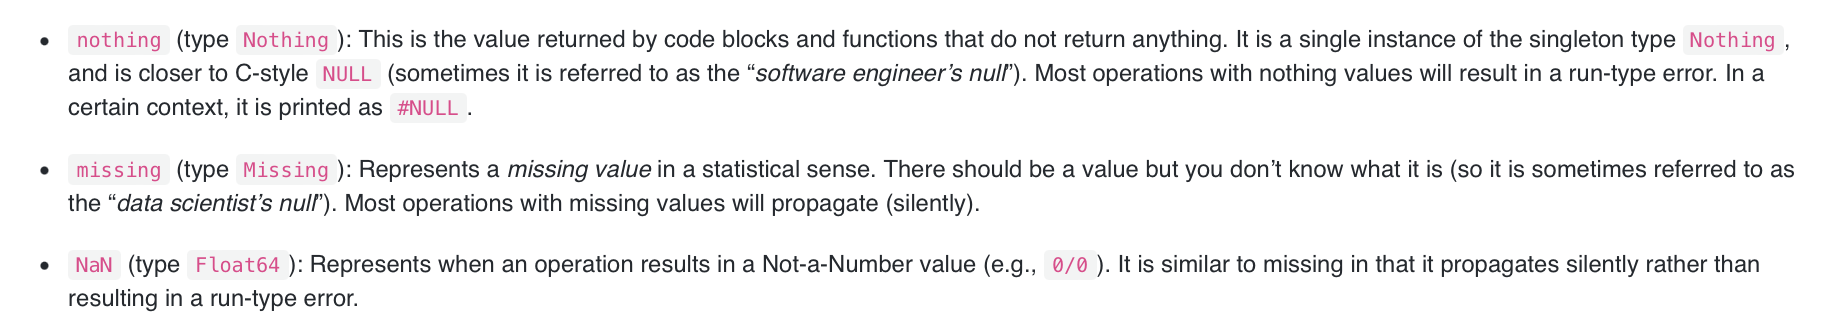 • nothing (type Nothing): This is the value returned by code blocks and functions that do not return anything. It is a single instance of the singleton type Nothing,
and is closer to C-style NULL (sometimes it is referred to as the “software engineer’s null”). Most operations with nothing values will result in a run-type error. In a
certain context, it is printed as #NULL.
• missing (type Missing): Represents a missing value in a statistical sense. There should be a value but you don’t know what it is (so it is sometimes referred to as
the “data scientist’s null”). Most operations with missing values will propagate (silently).
• NaN (type Float64): Represents when an operation results in a Not-a-Number value (e.g., 0/0). It is similar to missing in that it propagates silently rather than
resulting in a run-type error.